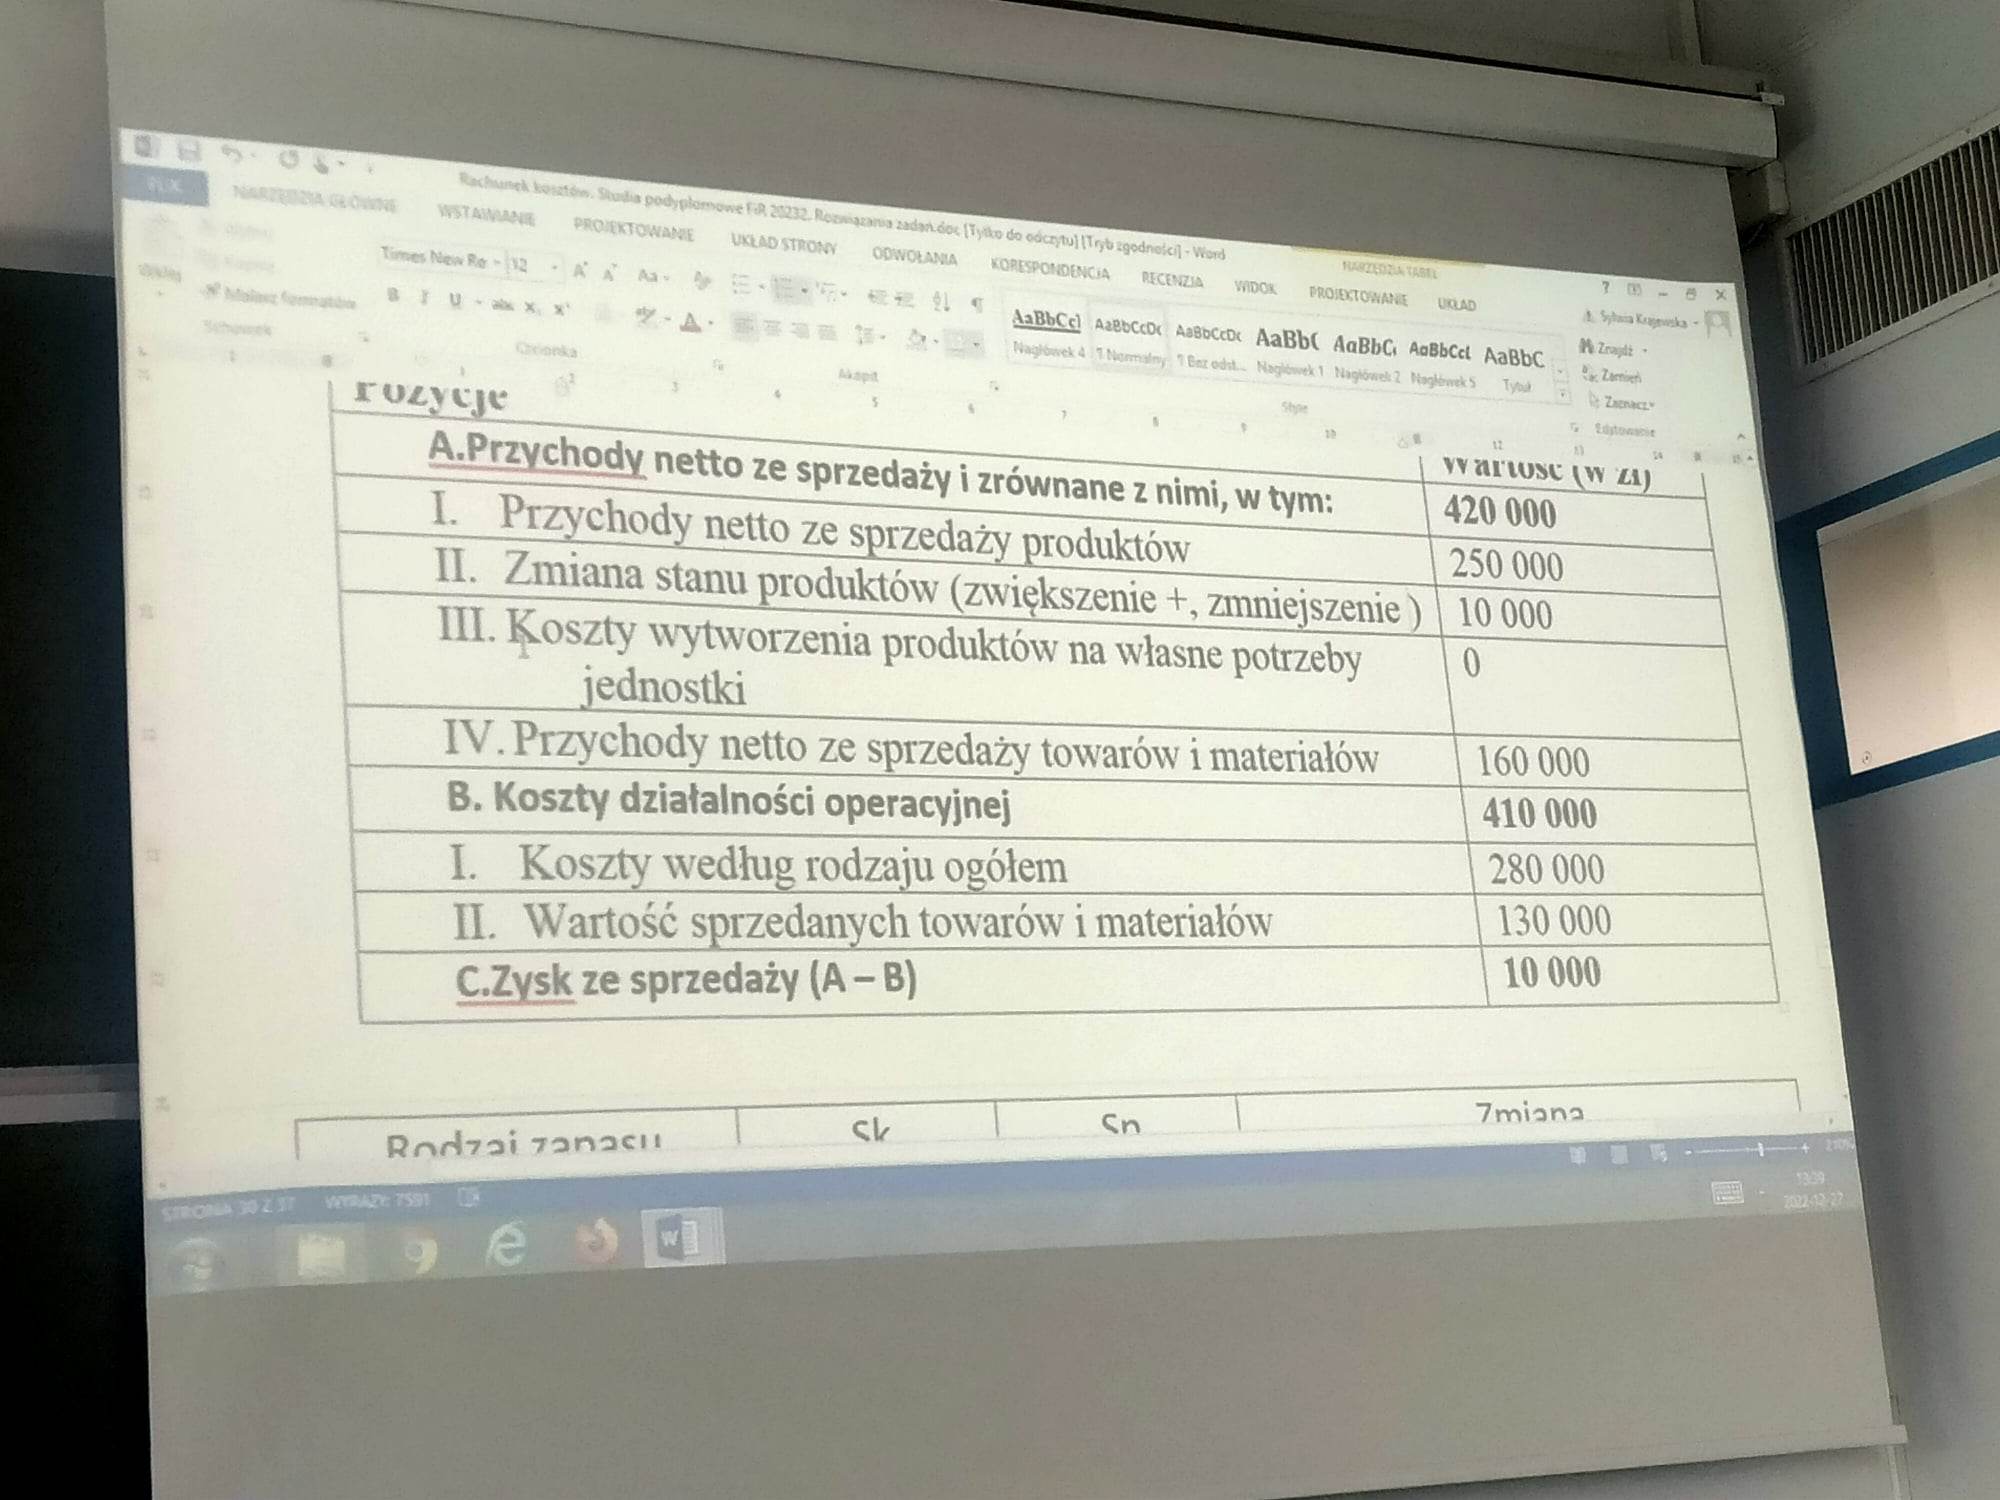 Rachunek kosztów. Studia podyplomowe FiR 20232. Rozwiązania zadań.doc [Tylko do odczytu] [Tryb zgodności] - Word
NARZĘDZIA TABEL
PLIK NARZĘDZIA GŁÓWNE WSTAWIANIE PROJEKTOWANIE UKŁAD STRONY ODWOŁANIA KORESPONDENCJA RECENZJA WIDOK PROJEKTOWANIE UKŁAD
Sylwia Krajewska
Malarz formatów
Schowek
Times New Ro 12
Czcionka
Akapit
AaBbCcI AaBbCcDc AaBbCcDc AaBbC AaBbC AaBbCcI AaBbC
Nagłówek 4 ¶ Normalny ¶ Bez odst... Nagłówek 1 Nagłówek 2 Nagłówek 5 Tytuł
Style
Znajdź
Zamień
Zaznacz
Edytowanie
Pozycje Wartość (w zł)
A.Przychody netto ze sprzedaży i zrównane z nimi, w tym: 420 000
I. Przychody netto ze sprzedaży produktów 250 000
II. Zmiana stanu produktów (zwiększenie +, zmniejszenie ) 10 000
III. Koszty wytworzenia produktów na własne potrzeby 0
jednostki
IV. Przychody netto ze sprzedaży towarów i materiałów 160 000
B. Koszty działalności operacyjnej 410 000
I. Koszty według rodzaju ogółem 280 000
II. Wartość sprzedanych towarów i materiałów 130 000
C.Zysk ze sprzedaży (A – B) 10 000
Rodzaj zapasu Sk Sp Zmiana
STRONA 30 Z 37 WYRAZY: 7591
13:39
2022-12-27